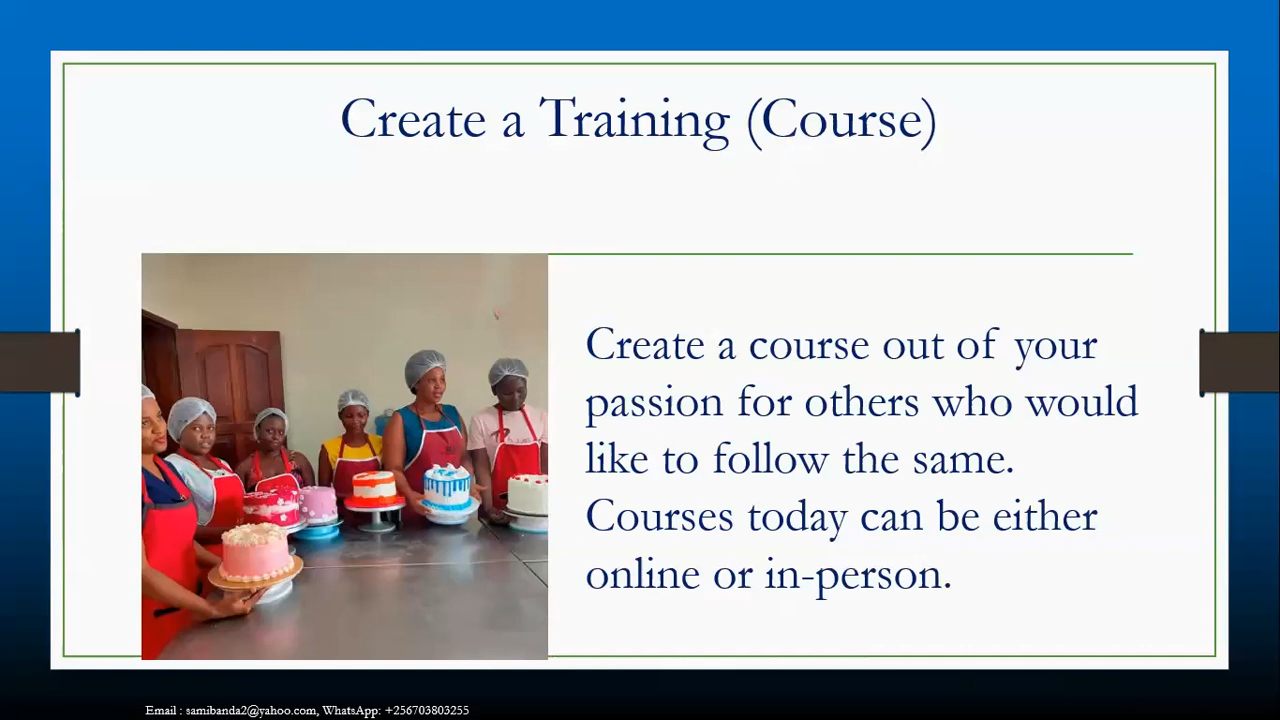 Create a Training (Course)
Create a course out of your
passion for others who would
like to follow the same.
Courses today can be either
online or in-person.
Email : samibanda2@yahoo.com, WhatsApp: +256703803255